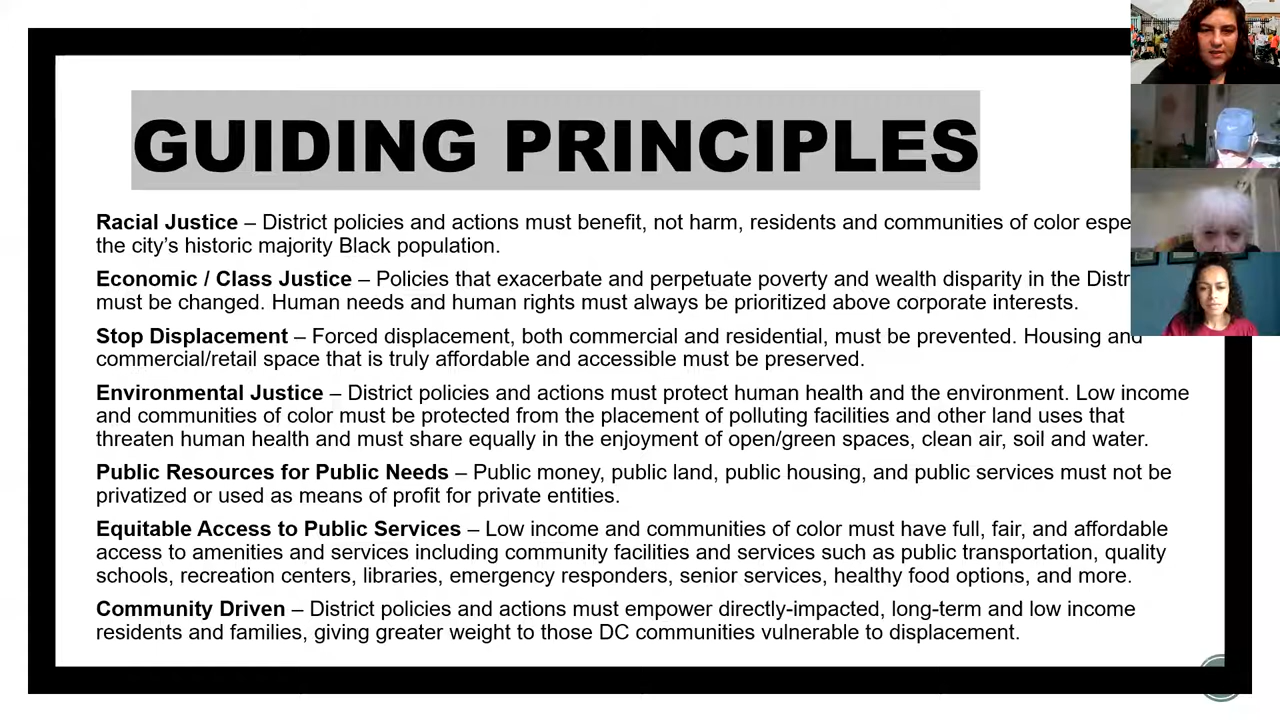 GUIDING PRINCIPLES
Racial Justice – District policies and actions must benefit, not harm, residents and communities of color
the city's historic majority Black population.
Economic / Class Justice – Policies that exacerbate and perpetuate poverty and wealth disparity in the
must be changed. Human needs and human rights must always be prioritized above corporate interests.
Stop Displacement – Forced displacement, both commercial and residential, must be prevented. Housing and
commercial/retail space that is truly affordable and accessible must be preserved.
Environmental Justice – District policies and actions must protect human health and the environment. Low income
and communities of color must be protected from the placement of polluting facilities and other land uses that
threaten human health and must share equally in the enjoyment of open/green spaces, clean air, soil and water.
Public Resources for Public Needs – Public money, public land, public housing, and public services must not be
privatized or used as means of profit for private entities.
Equitable Access to Public Services – Low income and communities of color must have full, fair, and affordable
access to amenities and services including community facilities and services such as public transportation, quality
schools, recreation centers, libraries, emergency responders, senior services, healthy food options, and more.
Community Driven – District policies and actions must empower directly-impacted, long-term and low income
residents and families, giving greater weight to those DC communities vulnerable to displacement.